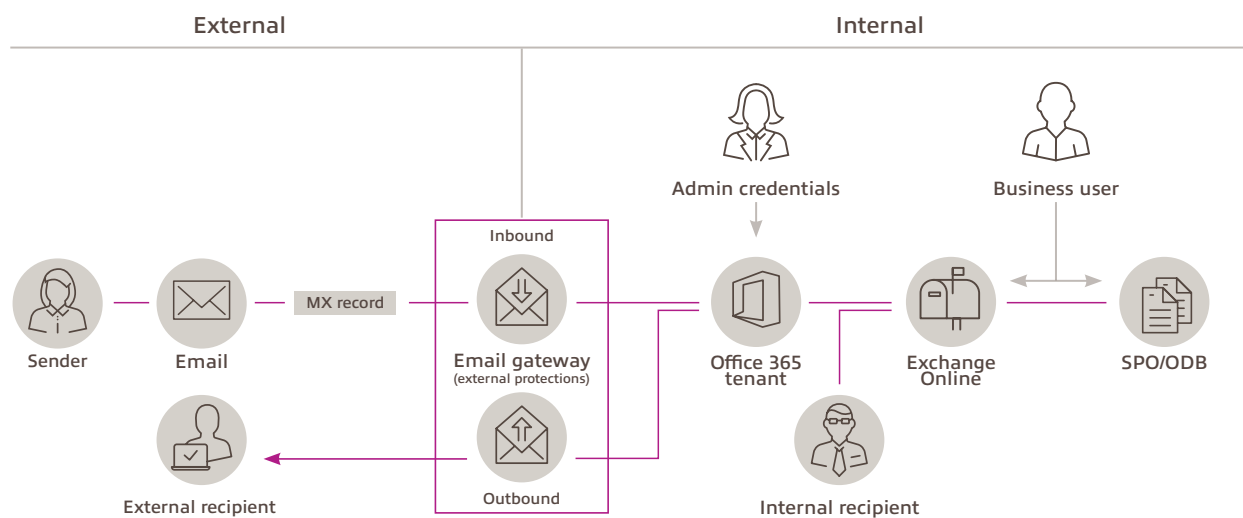 External
Internal
Admin credentials
Business user
Inbound
MX record
Sender
Email
Email gateway
(external protections)
Office 365
tenant
Exchange
Online
SPO/ODB
External recipient
Outbound
Internal recipient